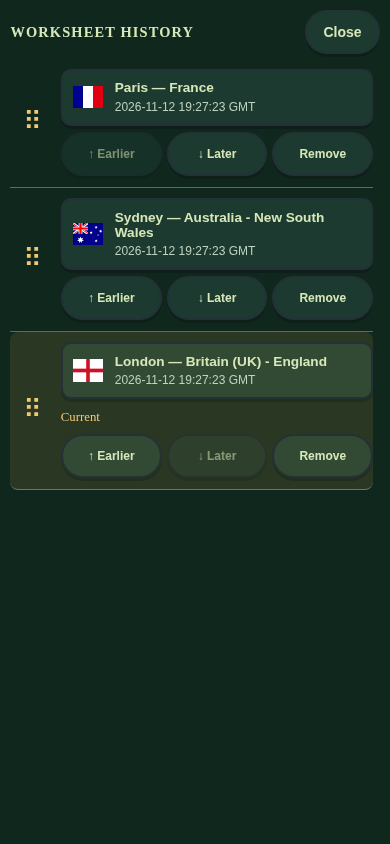 WORKSHEET HISTORY
Close
Paris — France
2026-11-12 19:27:23 GMT
↑ Earlier
↓ Later
Remove
Sydney — Australia - New South
Wales
2026-11-12 19:27:23 GMT
↑ Earlier
↓ Later
Remove
London — Britain (UK) - England
2026-11-12 19:27:23 GMT
Current
↑ Earlier
↓ Later
Remove